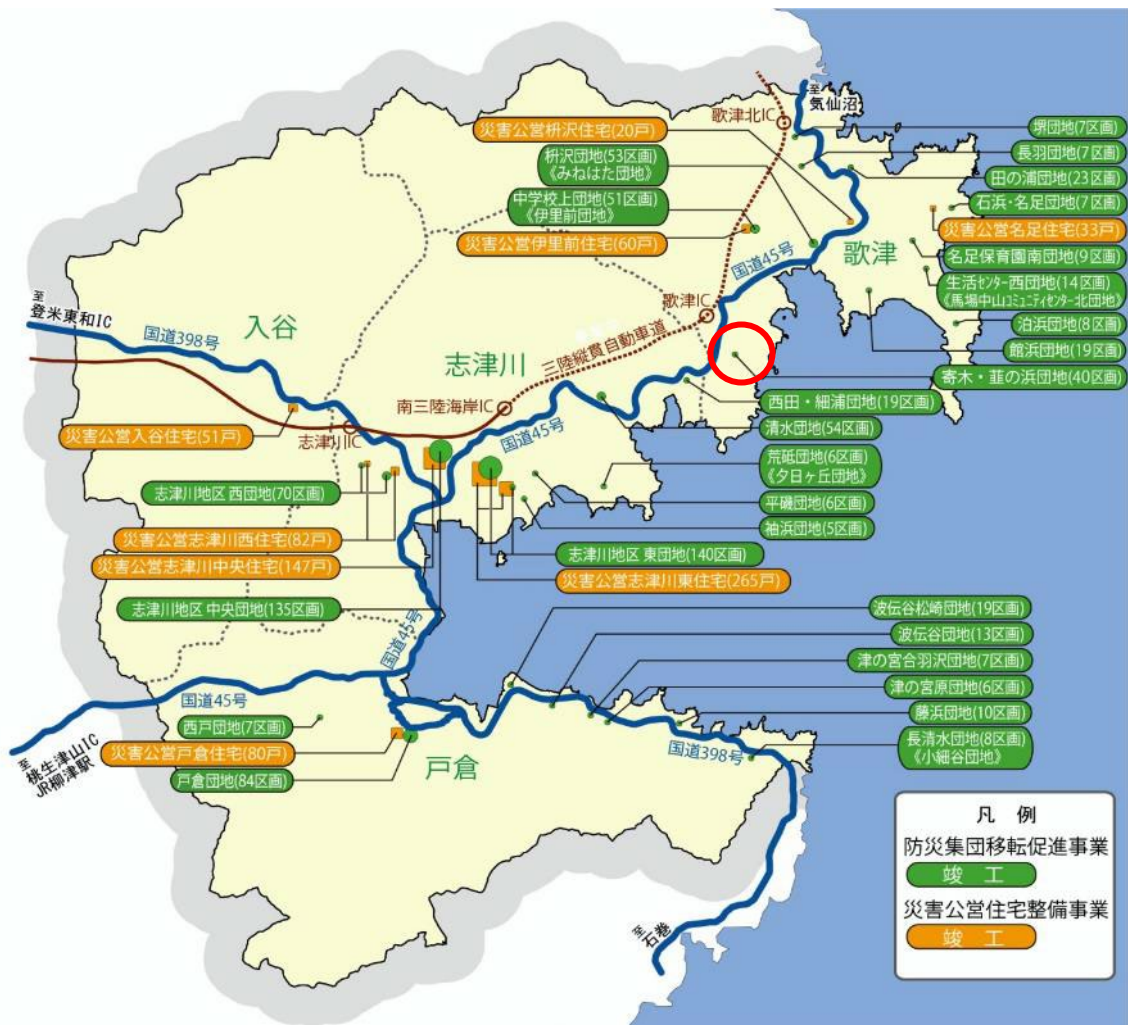 至
気仙沼
歌津北IC
災害公営枡沢住宅(20戸)
枡沢団地(53区画)
《みねはた団地》
中学校上団地(51区画)
《伊里前団地》
災害公営伊里前住宅(60戸)
堺団地(7区画)
長羽団地(7区画)
田の浦団地(23区画)
石浜・名足団地(7区画)
災害公営名足住宅(33戸)
名足保育園南団地(9区画)
生活センター西団地(14区画)
《馬場中山コミュニティセンター北団地》
泊浜団地(8区画)
館浜団地(19区画)
寄木・韮の浜団地(40区画)
歌津
国道45号
歌津IC
三陸縦貫自動車道
至
登米東和IC
国道398号
入谷
志津川
南三陸海岸IC
国道45号
志津川IC
災害公営入谷住宅(51戸)
西田・細浦団地(19区画)
清水団地(54区画)
荒砥団地(6区画)
《夕日ヶ丘団地》
平磯団地(6区画)
袖浜団地(5区画)
志津川地区 西団地(70区画)
災害公営志津川西住宅(82戸)
災害公営志津川中央住宅(147戸)
志津川地区 中央団地(135区画)
志津川地区 東団地(140区画)
災害公営志津川東住宅(265戸)
国道45号
波伝谷松崎団地(19区画)
波伝谷団地(13区画)
津の宮合羽沢団地(7区画)
津の宮原団地(6区画)
藤浜団地(10区画)
長清水団地(8区画)
《小細谷団地》
国道45号
西戸団地(7区画)
災害公営戸倉住宅(80戸)
戸倉団地(84区画)
戸倉
国道398号
至
桃生津山IC
JR柳津駅
至
石巻
凡 例
防災集団移転促進事業
竣 工
災害公営住宅整備事業
竣 工